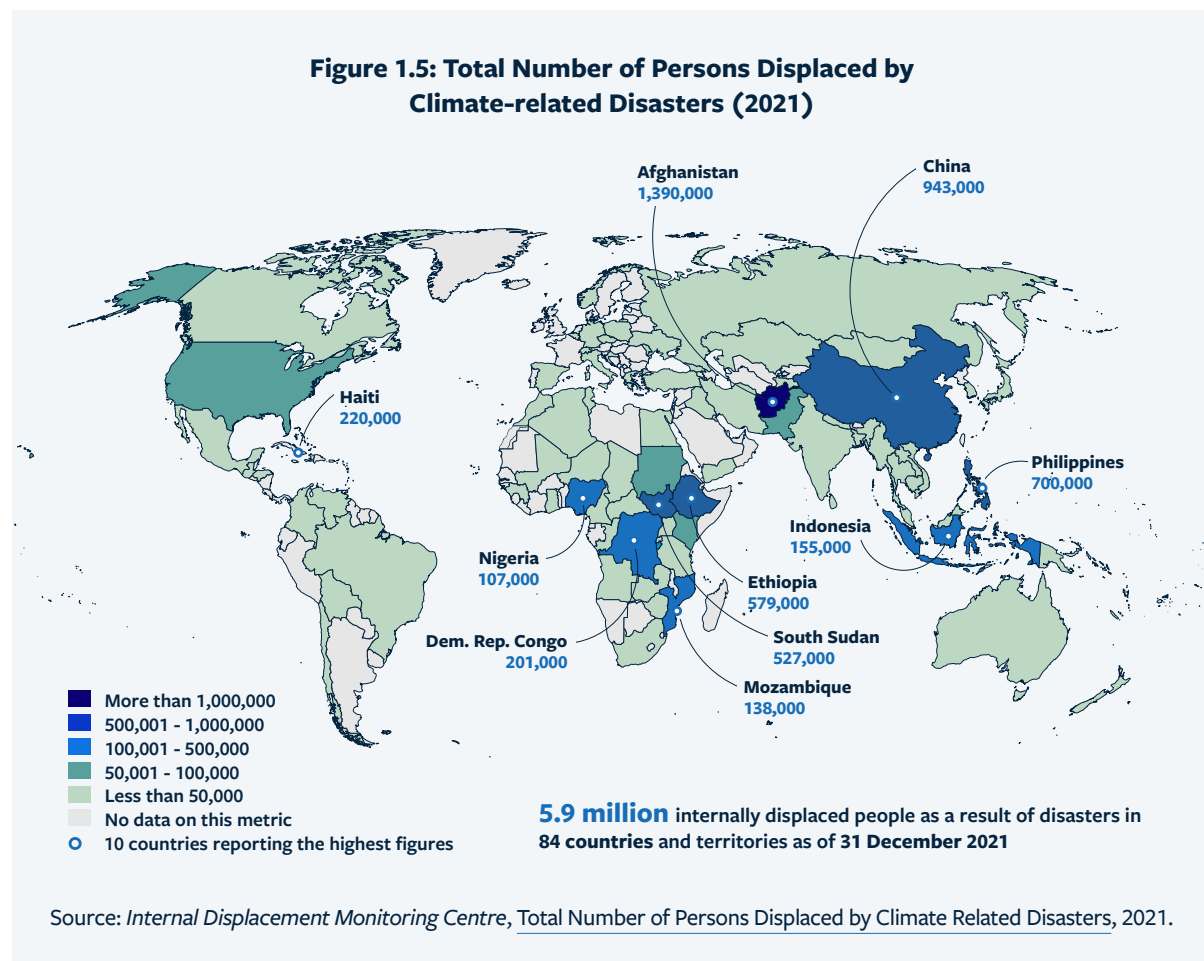 Figure 1.5: Total Number of Persons Displaced by
Climate-related Disasters (2021)
Afghanistan
1,390,000
China
943,000
Haiti
220,000
Philippines
700,000
Indonesia
155,000
Nigeria
107,000
Ethiopia
579,000
Dem. Rep. Congo
201,000
South Sudan
527,000
Mozambique
138,000
More than 1,000,000
500,001 - 1,000,000
100,001 - 500,000
50,001 - 100,000
Less than 50,000
No data on this metric
10 countries reporting the highest figures
5.9 million internally displaced people as a result of disasters in
84 countries and territories as of 31 December 2021
Source: Internal Displacement Monitoring Centre, Total Number of Persons Displaced by Climate Related Disasters, 2021.